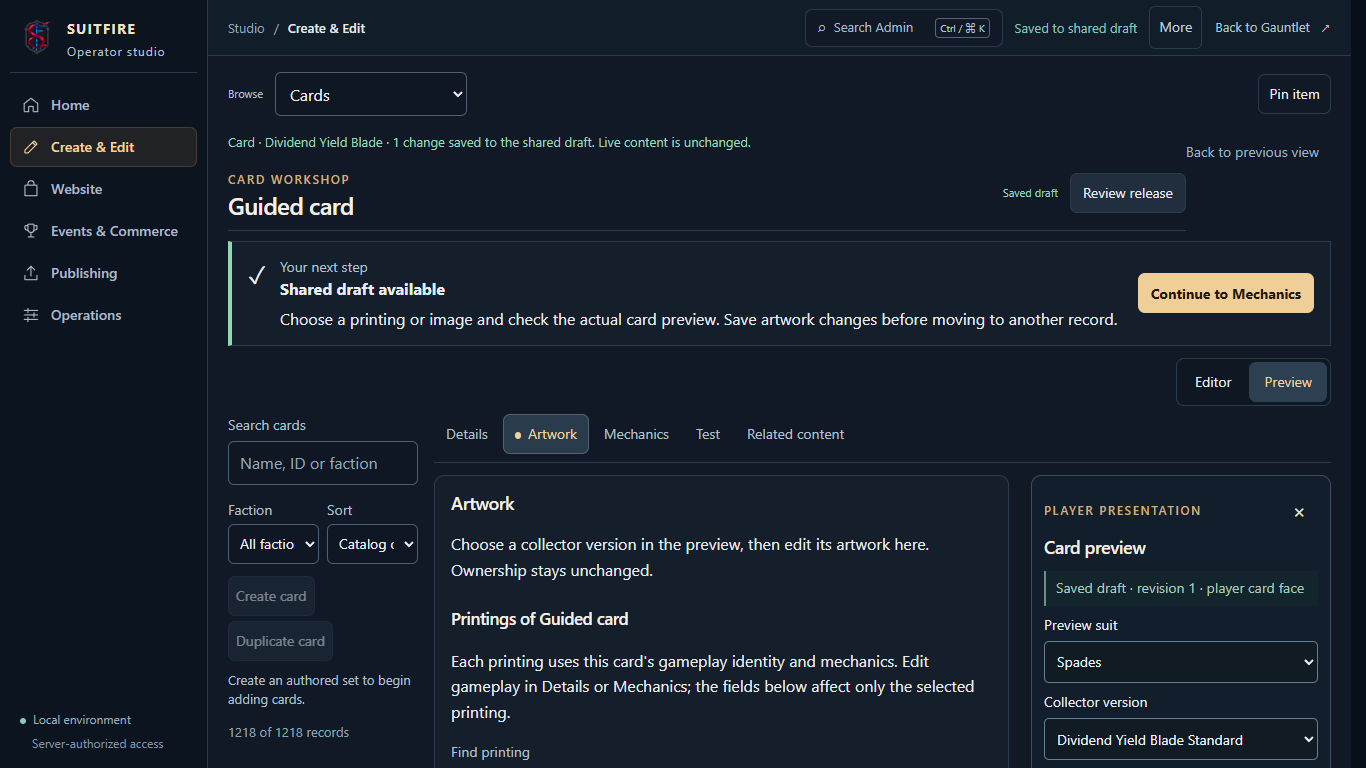 SUITFIRE
Operator studio
Home
Create & Edit
Website
Events & Commerce
Publishing
Operations
Local environment
Server-authorized access
Studio / Create & Edit
Search Admin Ctrl / ⌘ K
Saved to shared draft
More
Back to Gauntlet ↗
Browse
Cards
Pin item
Card · Dividend Yield Blade · 1 change saved to the shared draft. Live content is unchanged.
Back to previous view
CARD WORKSHOP
Guided card
Saved draft
Review release
Your next step
Shared draft available
Choose a printing or image and check the actual card preview. Save artwork changes before moving to another record.
Continue to Mechanics
Editor
Preview
Search cards
Name, ID or faction
Faction
Sort
All factio
Catalog c
Create card
Duplicate card
Create an authored set to begin
adding cards.
1218 of 1218 records
Details
Artwork
Mechanics
Test
Related content
Artwork
Choose a collector version in the preview, then edit its artwork here.
Ownership stays unchanged.
Printings of Guided card
Each printing uses this card's gameplay identity and mechanics. Edit
gameplay in Details or Mechanics; the fields below affect only the selected
printing.
Find printing
PLAYER PRESENTATION
×
Card preview
Saved draft · revision 1 · player card face
Preview suit
Spades
Collector version
Dividend Yield Blade Standard